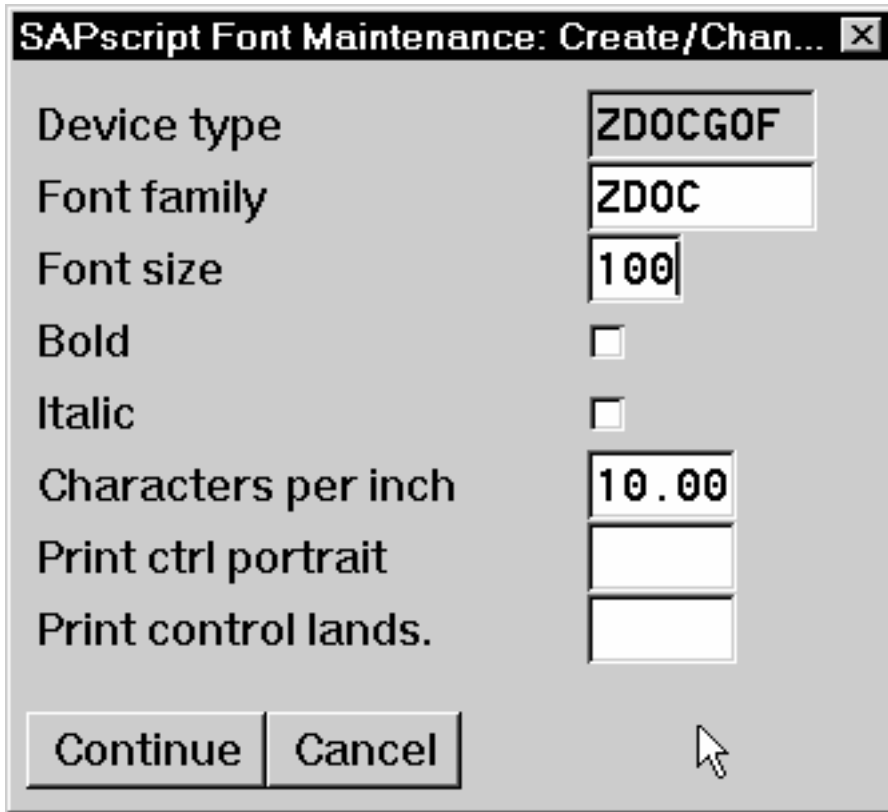 SAPscript Font Maintenance: Create/Chan...
Device type ZDOCGOF
Font family ZDOC
Font size 100
Bold
Italic
Characters per inch 10.00
Print ctrl portrait
Print control lands.
Continue Cancel